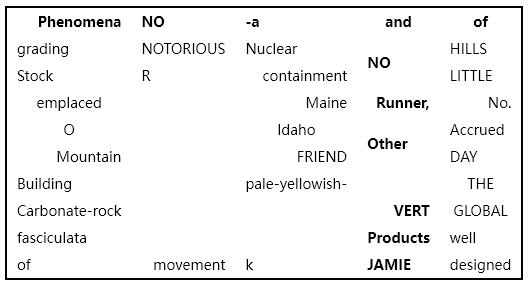 Phenomena NO -a and of
grading NOTORIOUS Nuclear NO HILLS
Stock R containment LITTLE
emplaced Maine Runner, No.
O Idaho Other Accrued
Mountain FRIEND DAY
Building pale-yellowish- THE
Carbonate-rock VERT GLOBAL
fasciculata Products well
of movement k JAMIE designed